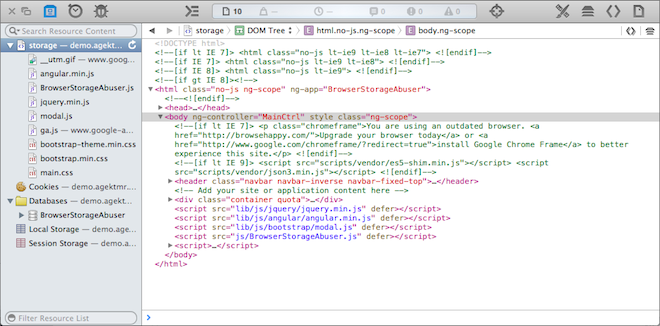 10 — — 0 0 0
Search Resource Content
storage DOM Tree E html.no-js.ng-scope E body.ng-scope
storage — demo.agekt…
__utm.gif — www.goog…
angular.min.js
BrowserStorageAbuser.js
jquery.min.js
modal.js
ga.js — www.google-a…
bootstrap-theme.min.css
bootstrap.min.css
main.css
Cookies — demo.agektmr…
Databases — demo.agekt…
BrowserStorageAbuser
Local Storage — demo.ag…
Session Storage — demo…
Filter Resource List
<!DOCTYPE html>
<!--[if lt IE 7]> <html class="no-js lt-ie9 lt-ie8 lt-ie7"> <![endif]-->
<!--[if IE 7]> <html class="no-js lt-ie9 lt-ie8"> <![endif]-->
<!--[if IE 8]> <html class="no-js lt-ie9"> <![endif]-->
<!--[if gt IE 8]><!-->
<html class="no-js ng-scope" ng-app="BrowserStorageAbuser">
<!--<![endif]-->
<head>…</head>
<body ng-controller="MainCtrl" style class="ng-scope">
<!--[if lt IE 7]> <p class="chromeframe">You are using an outdated browser. <a
href="http://browsehappy.com/">Upgrade your browser today</a> or <a
href="http://www.google.com/chromeframe/?redirect=true">install Google Chrome Frame</a> to better
experience this site.</p> <![endif]-->
<!--[if lt IE 9]> <script src="scripts/vendor/es5-shim.min.js"></script> <script
src="scripts/vendor/json3.min.js"></script> <![endif]-->
<header class="navbar navbar-inverse navbar-fixed-top">…</header>
<!-- Add your site or application content here -->
<div class="container quota">…</div>
<script src="lib/js/jquery/jquery.min.js" defer></script>
<script src="lib/js/angular/angular.min.js" defer></script>
<script src="lib/js/bootstrap/modal.js" defer></script>
<script src="js/BrowserStorageAbuser.js" defer></script>
<script>…</script>
</body>
</html>